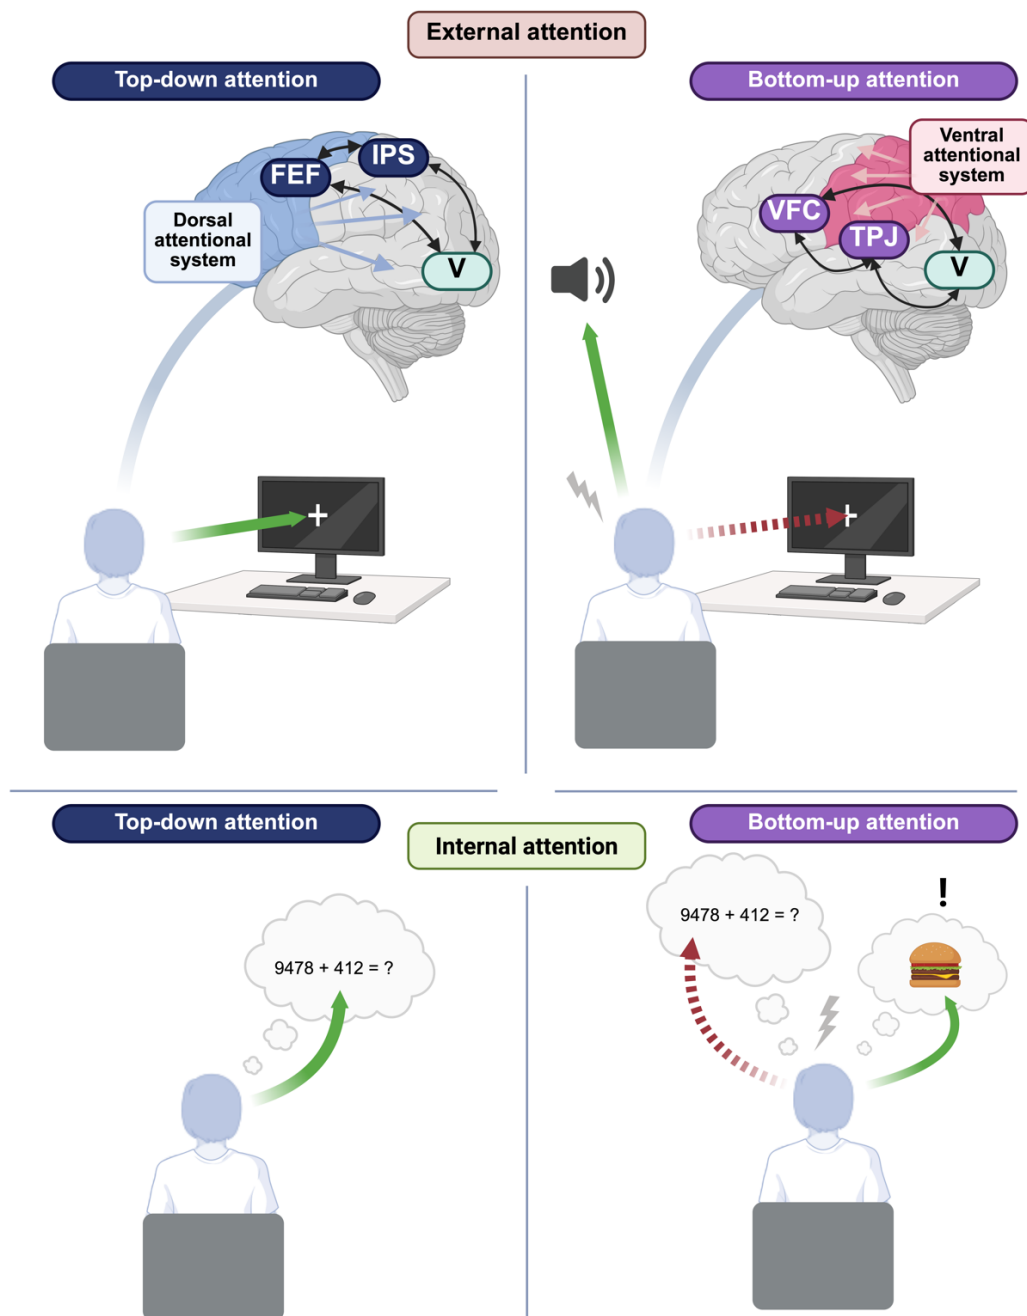 External attention
Top-down attention
Bottom-up attention
FEF
IPS
Dorsal
attentional
system
V
Ventral
attentional
system
VFC
TPJ
V
Top-down attention
Bottom-up attention
Internal attention
9478 + 412 = ?
9478 + 412 = ?
!